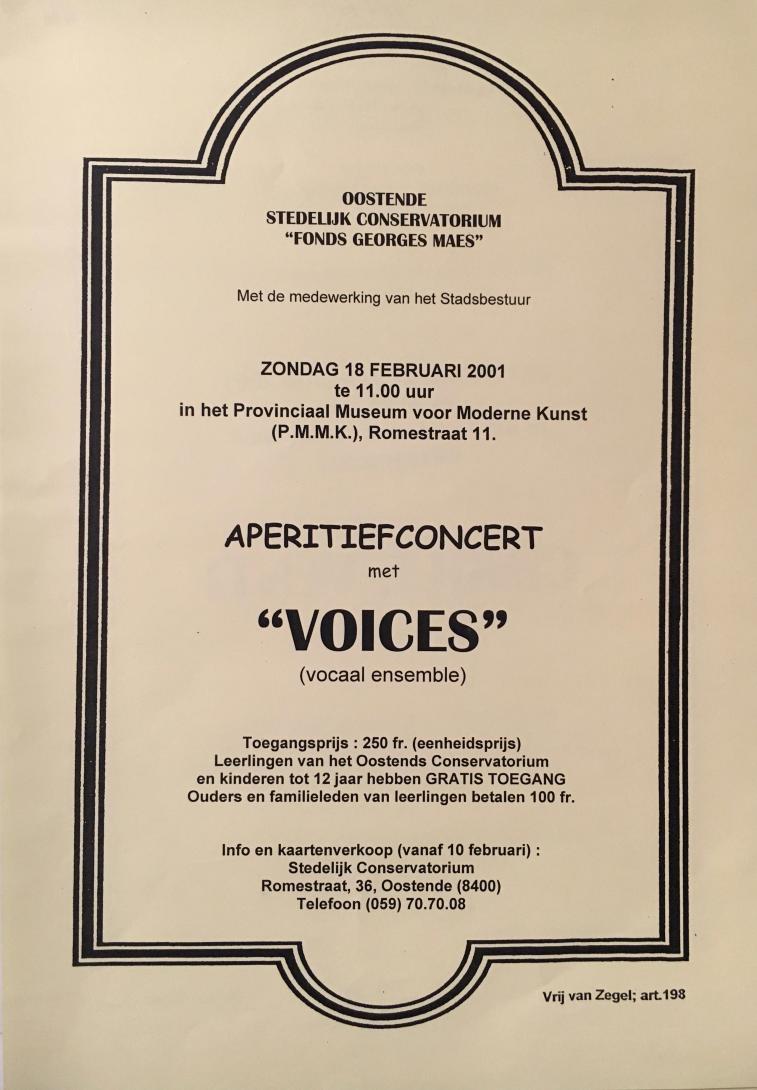 OOSTENDE
STEDELIJK CONSERVATORIUM
“FONDS GEORGES MAES”
Met de medewerking van het Stadsbestuur
ZONDAG 18 FEBRUARI 2001
te 11.00 uur
in het Provinciaal Museum voor Moderne Kunst
(P.M.M.K.), Romestraat 11.
APERITIEFCONCERT
met
“VOICES”
(vocaal ensemble)
Toegangsprijs : 250 fr. (eenheidsprijs)
Leerlingen van het Oostends Conservatorium
en kinderen tot 12 jaar hebben GRATIS TOEGANG
Ouders en familieleden van leerlingen betalen 100 fr.
Info en kaartenverkoop (vanaf 10 februari) :
Stedelijk Conservatorium
Romestraat, 36, Oostende (8400)
Telefoon (059) 70.70.08
Vrij van Zegel; art.198